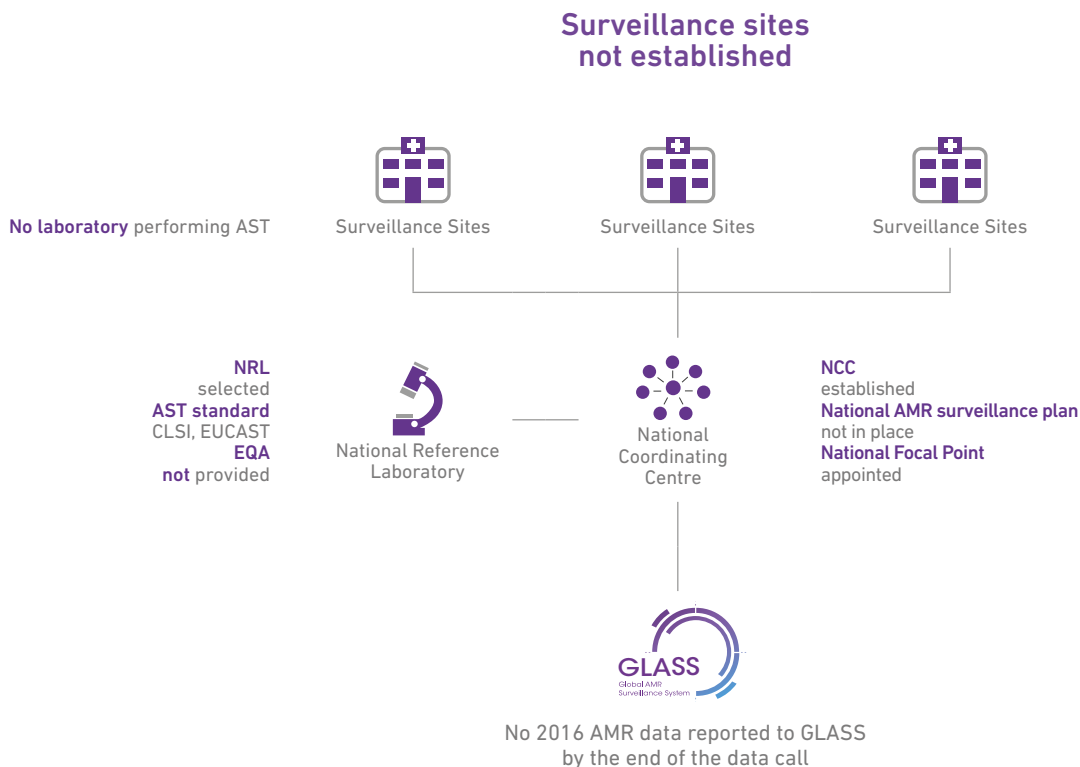 Surveillance sites
not established
No laboratory performing AST
Surveillance Sites
Surveillance Sites
Surveillance Sites
NRL
selected
AST standard
CLSI, EUCAST
EQA
not provided
National Reference
Laboratory
National
Coordinating
Centre
NCC
established
National AMR surveillance plan
not in place
National Focal Point
appointed
GLASS
Global AMR
Surveillance System
No 2016 AMR data reported to GLASS
by the end of the data call